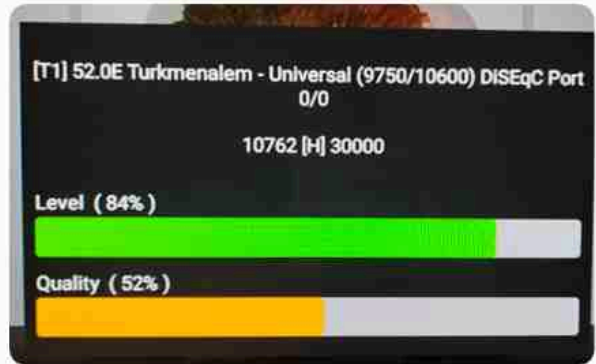 [T1] 52.0E Turkmenalem - Universal (9750/10600) DiSEqC Port
0/0
10762 [H] 30000
Level ( 84% )
Quality ( 52% )